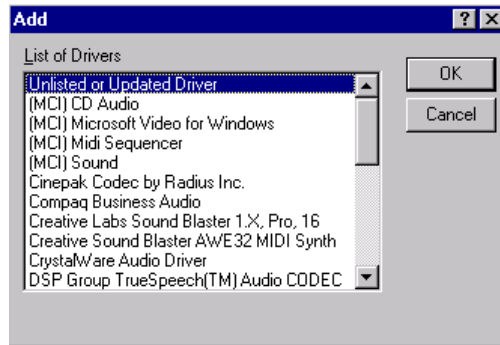 Add
List of Drivers
Unlisted or Updated Driver
(MCI) CD Audio
(MCI) Microsoft Video for Windows
(MCI) Midi Sequencer
(MCI) Sound
Cinepak Codec by Radius Inc.
Compaq Business Audio
Creative Labs Sound Blaster 1.X, Pro, 16
Creative Sound Blaster AWE32 MIDI Synth
CrystalWare Audio Driver
DSP Group TrueSpeech(TM) Audio CODEC
OK
Cancel